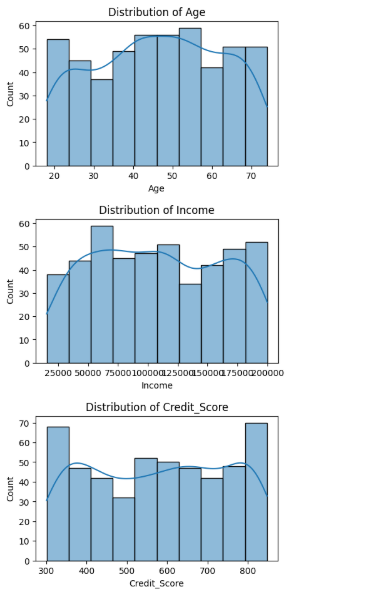 Distribution of Age
60
50
40
30
20
10
0
Count
20 30 40 50 60 70
Age
Distribution of Income
60
50
40
30
20
10
0
Count
25000 50000 75000 100000 125000 150000 175000 200000
Income
Distribution of Credit_Score
70
60
50
40
30
20
10
0
Count
300 400 500 600 700 800
Credit_Score